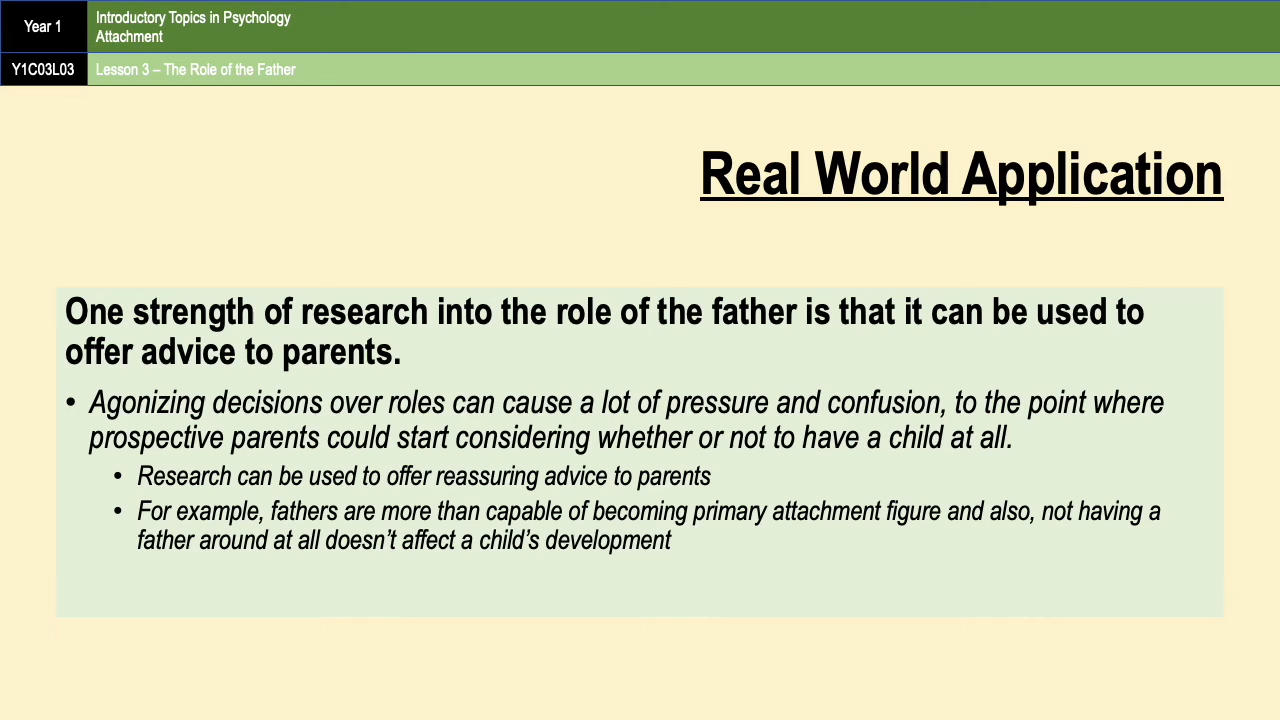 Year 1
Introductory Topics in Psychology
Attachment
Y1C03L03
Lesson 3 – The Role of the Father
Real World Application
One strength of research into the role of the father is that it can be used to
offer advice to parents.
• Agonizing decisions over roles can cause a lot of pressure and confusion, to the point where
prospective parents could start considering whether or not to have a child at all.
• Research can be used to offer reassuring advice to parents
• For example, fathers are more than capable of becoming primary attachment figure and also, not having a
father around at all doesn’t affect a child’s development